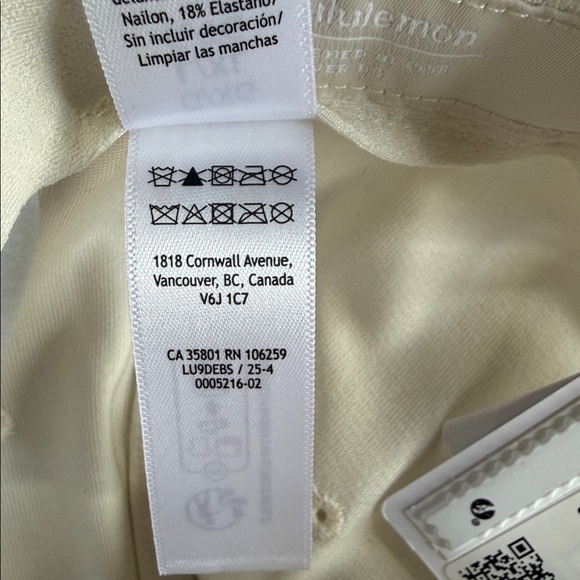 Nailon, 18% Elastano/
Sin incluir decoración/
Limpiar las manchas
lululemon
1818 Cornwall Avenue,
Vancouver, BC, Canada
V6J 1C7
CA 35801 RN 106259
LU9DEBS / 25-4
0005216-02